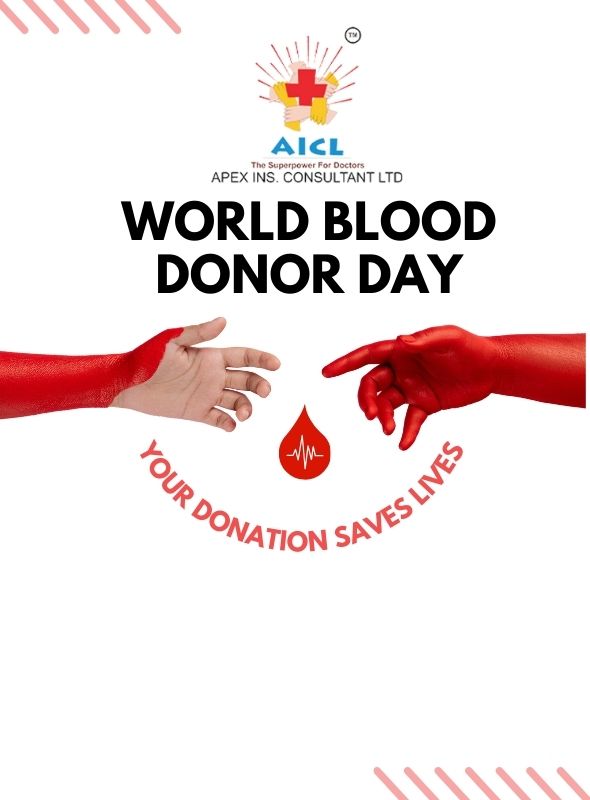 TM
AICL
The Superpower For Doctors
APEX INS. CONSULTANT LTD
WORLD BLOOD
DONOR DAY
YOUR DONATION SAVES LIVES